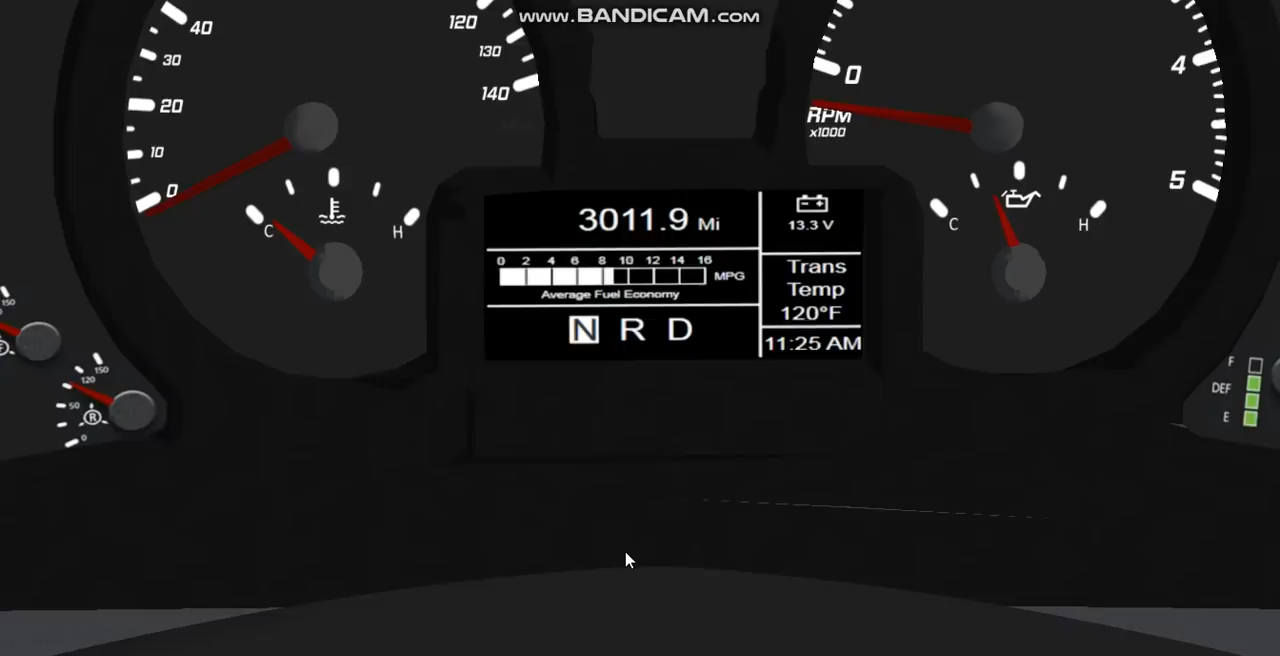 www.BANDICAM.com
40
30
20
10
0
120
130
140
0
RPM
x1000
4
5
C
H
C
H
3011.9 Mi
0 2 4 6 8 10 12 14 16
MPG
Average Fuel Economy
N R D
13.3 V
Trans
Temp
120°F
11:25 AM
150
150
120
50
0
R
F
DEF
E